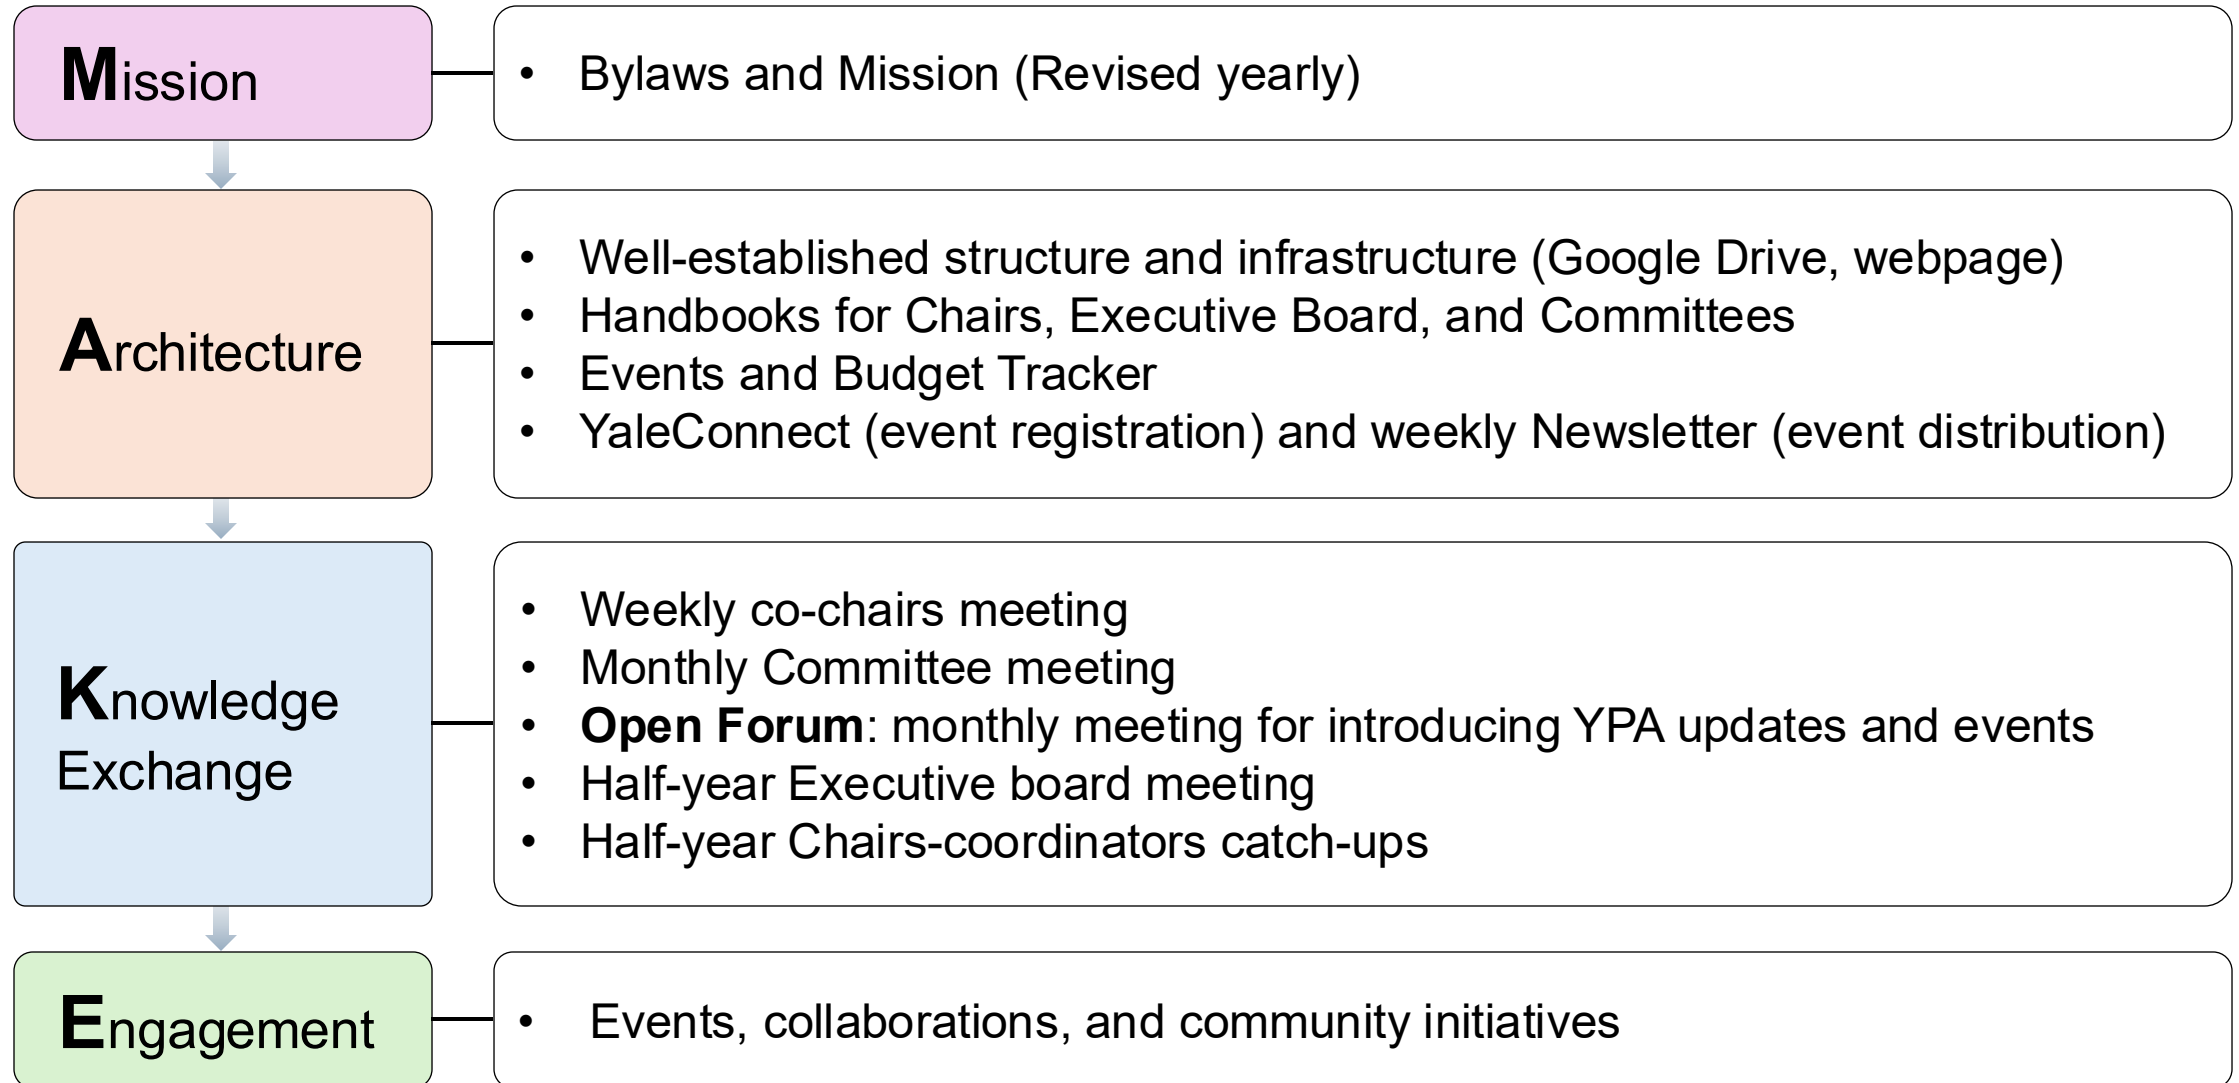 Mission
• Bylaws and Mission (Revised yearly)
Architecture
• Well-established structure and infrastructure (Google Drive, webpage)
• Handbooks for Chairs, Executive Board, and Committees
• Events and Budget Tracker
• YaleConnect (event registration) and weekly Newsletter (event distribution)
Knowledge
Exchange
• Weekly co-chairs meeting
• Monthly Committee meeting
• Open Forum: monthly meeting for introducing YPA updates and events
• Half-year Executive board meeting
• Half-year Chairs-coordinators catch-ups
Engagement
• Events, collaborations, and community initiatives